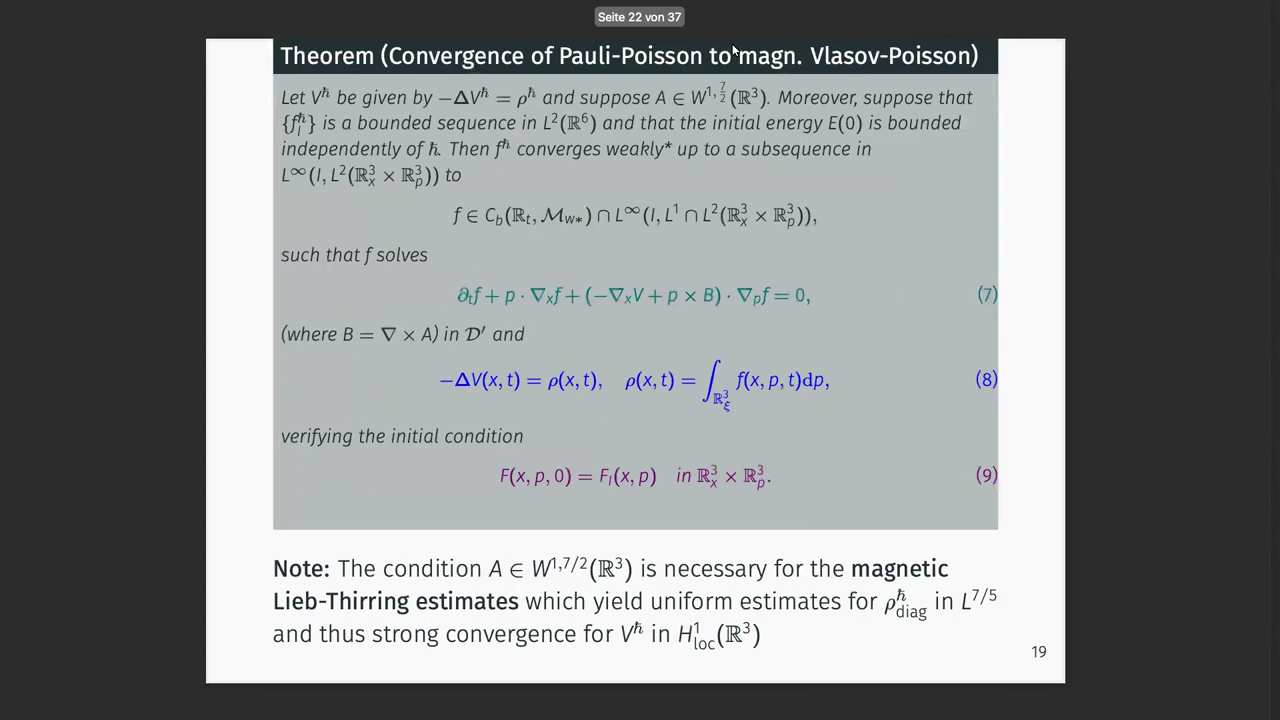 Seite 22 von 37
Theorem (Convergence of Pauli-Poisson to magn. Vlasov-Poisson)
Let V^ℏ be given by −ΔV^ℏ = ρ^ℏ and suppose A ∈ W^{1,7/2}(ℝ³). Moreover, suppose that
{f_I^ℏ} is a bounded sequence in L²(ℝ⁶) and that the initial energy E(0) is bounded
independently of ℏ. Then f^ℏ converges weakly* up to a subsequence in
L^∞(I, L²(ℝ³_x × ℝ³_p)) to
f ∈ C_b(ℝ_t, ℳ_{w*}) ∩ L^∞(I, L¹ ∩ L²(ℝ³_x × ℝ³_p)),
such that f solves
∂_t f + p · ∇_x f + (−∇_x V + p × B) · ∇_p f = 0, (7)
(where B = ∇ × A) in 𝒟′ and
−ΔV(x, t) = ρ(x, t), ρ(x, t) = ∫_{ℝ³_ξ} f(x, p, t)dp, (8)
verifying the initial condition
F(x, p, 0) = F_I(x, p) in ℝ³_x × ℝ³_p. (9)
Note: The condition A ∈ W^{1,7/2}(ℝ³) is necessary for the magnetic
Lieb-Thirring estimates which yield uniform estimates for ρ^ℏ_diag in L^{7/5}
and thus strong convergence for V^ℏ in H¹_loc(ℝ³)
19